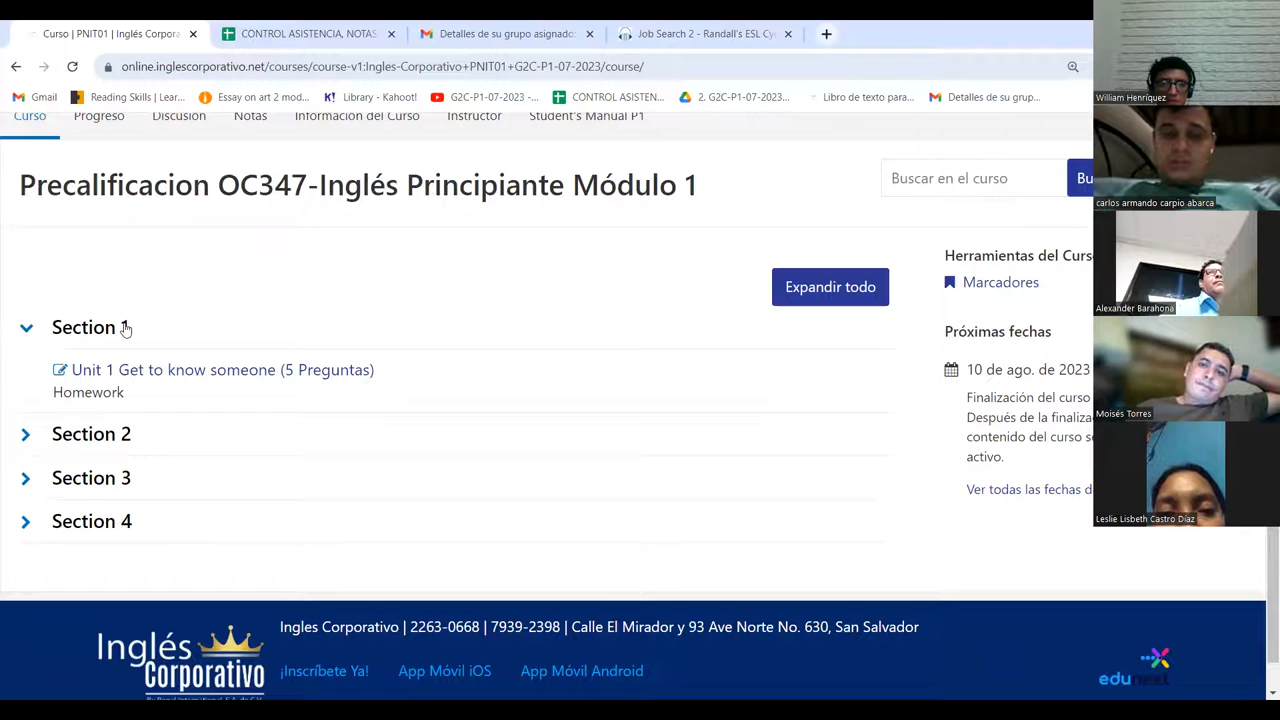 Curso | PNIT01 | Inglés Corpora
CONTROL ASISTENCIA, NOTAS
Detalles de su grupo asignado
Job Search 2 - Randall's ESL Cy
online.inglescorporativo.net/courses/course-v1:Ingles-Corporativo+PNIT01+G2C-P1-07-2023/course/
Gmail
Reading Skills | Lear...
Essay on art 2 mod...
Library - Kahoot!
CONTROL ASISTEN...
2. G2C-P1-07-2023...
Libro de texto para...
Detalles de su grup...
Curso
Progreso
Discusión
Notas
Información del Curso
Instructor
Student's Manual P1
Precalificacion OC347-Inglés Principiante Módulo 1
Buscar en el curso
Bu
Expandir todo
Herramientas del Curs
Marcadores
Section 1
Unit 1 Get to know someone (5 Preguntas)
Homework
Section 2
Section 3
Section 4
Próximas fechas
10 de ago. de 2023
Finalización del curso
Después de la finaliza
contenido del curso se
activo.
Ver todas las fechas d
William Henríquez
carlos armando carpio abarca
Alexander Barahona
Moisés Torres
Leslie Lisbeth Castro Díaz
Inglés
Corporativo
Ingles Corporativo | 2263-0668 | 7939-2398 | Calle El Mirador y 93 Ave Norte No. 630, San Salvador
¡Inscríbete Ya!
App Móvil iOS
App Móvil Android